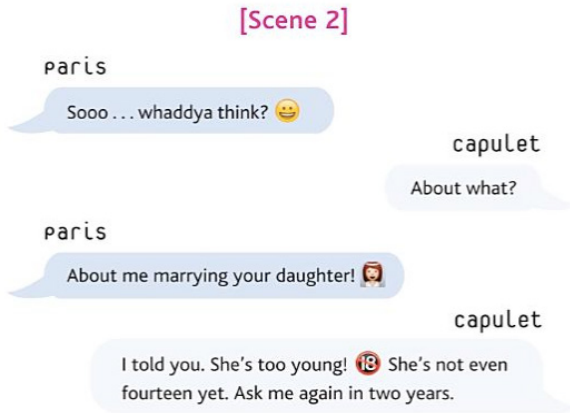 [Scene 2]
paris
Sooo ... whaddya think? 😀
capulet
About what?
paris
About me marrying your daughter! 👰
capulet
I told you. She's too young! 🔞 She's not even
fourteen yet. Ask me again in two years.